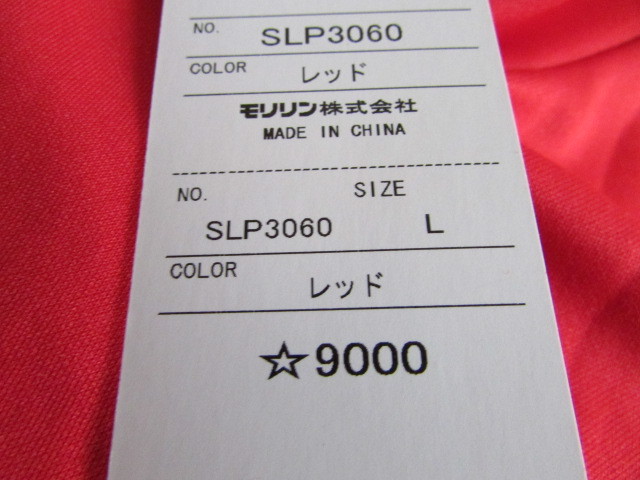 NO. SLP3060
COLOR レッド
モリリン株式会社
MADE IN CHINA
NO. SIZE
SLP3060 L
COLOR レッド
☆9000